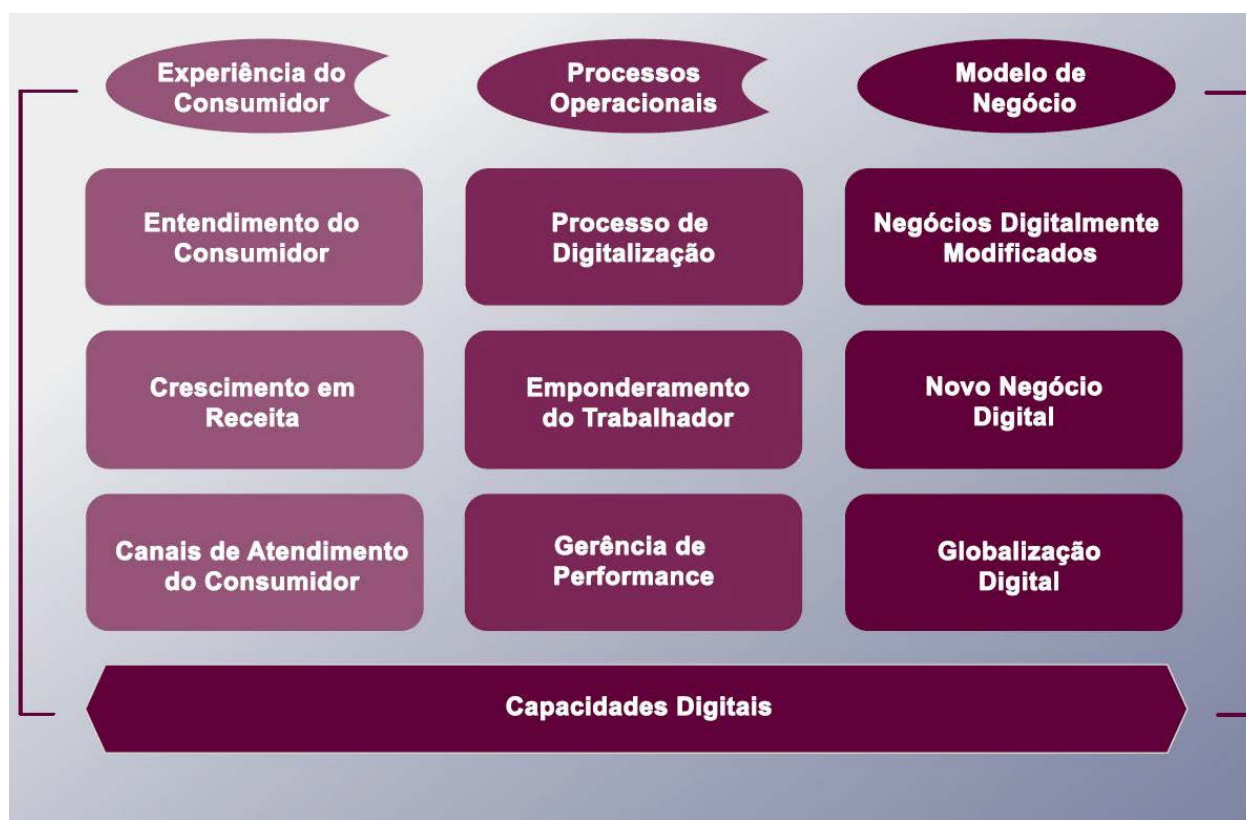 Experiência do
Consumidor
Processos
Operacionais
Modelo de
Negócio
Entendimento do
Consumidor
Processo de
Digitalização
Negócios Digitalmente
Modificados
Crescimento em
Receita
Emponderamento
do Trabalhador
Novo Negócio
Digital
Canais de Atendimento
do Consumidor
Gerência de
Performance
Globalização
Digital
Capacidades Digitais